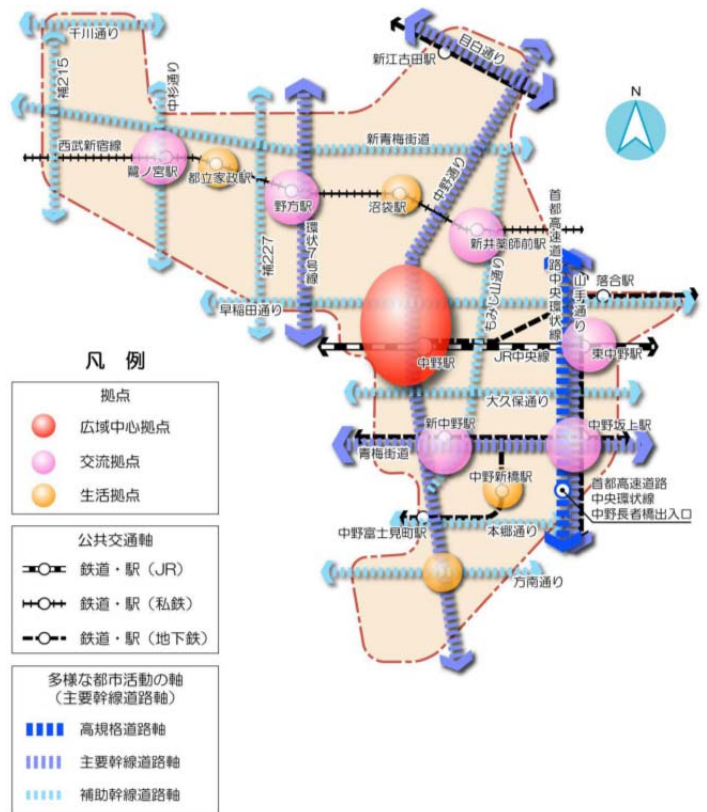 千川通り
補215
中杉通り
新江古田駅
目白通り
N
西武新宿線
新青梅街道
鷺ノ宮駅
都立家政駅
野方駅
沼袋駅
中野通り
新井薬師前駅
首都高速道路中央環状線
環状7号線
補227
もみじ山通り
山手通り
落合駅
早稲田通り
中野駅
JR中央線
東中野駅
大久保通り
新中野駅
中野坂上駅
青梅街道
中野新橋駅
首都高速道路
中央環状線
中野長者橋出入口
中野富士見町駅
本郷通り
方南通り
凡 例
拠点
広域中心拠点
交流拠点
生活拠点
公共交通軸
鉄道・駅（JR）
鉄道・駅（私鉄）
鉄道・駅（地下鉄）
多様な都市活動の軸
（主要幹線道路軸）
高規格道路軸
主要幹線道路軸
補助幹線道路軸